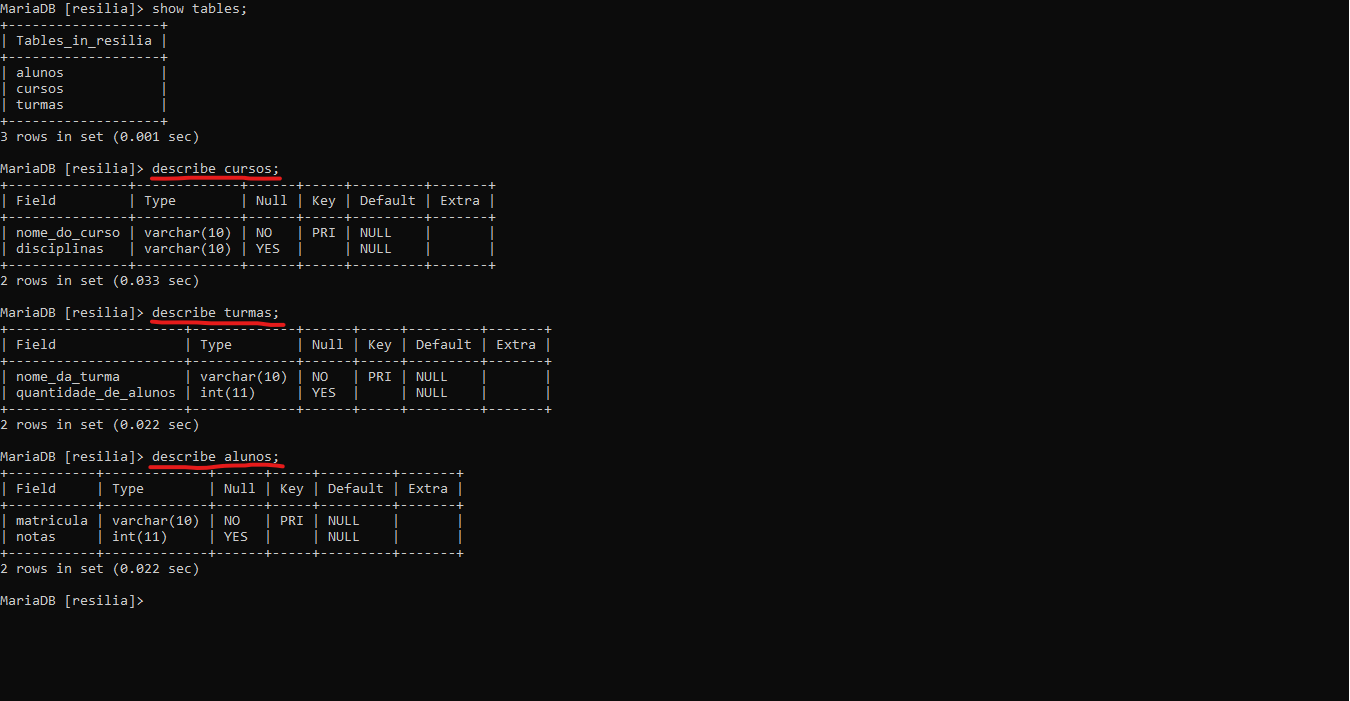 MariaDB [resilia]> show tables;
+-------------------+
| Tables_in_resilia |
+-------------------+
| alunos            |
| cursos            |
| turmas            |
+-------------------+
3 rows in set (0.001 sec)

MariaDB [resilia]> describe cursos;
+---------------+-------------+------+-----+---------+-------+
| Field         | Type        | Null | Key | Default | Extra |
+---------------+-------------+------+-----+---------+-------+
| nome_do_curso | varchar(10) | NO   | PRI | NULL    |       |
| disciplinas   | varchar(10) | YES  |     | NULL    |       |
+---------------+-------------+------+-----+---------+-------+
2 rows in set (0.033 sec)

MariaDB [resilia]> describe turmas;
+----------------------+-------------+------+-----+---------+-------+
| Field                | Type        | Null | Key | Default | Extra |
+----------------------+-------------+------+-----+---------+-------+
| nome_da_turma        | varchar(10) | NO   | PRI | NULL    |       |
| quantidade_de_alunos | int(11)     | YES  |     | NULL    |       |
+----------------------+-------------+------+-----+---------+-------+
2 rows in set (0.022 sec)

MariaDB [resilia]> describe alunos;
+-----------+-------------+------+-----+---------+-------+
| Field     | Type        | Null | Key | Default | Extra |
+-----------+-------------+------+-----+---------+-------+
| matricula | varchar(10) | NO   | PRI | NULL    |       |
| notas     | int(11)     | YES  |     | NULL    |       |
+-----------+-------------+------+-----+---------+-------+
2 rows in set (0.022 sec)

MariaDB [resilia]>